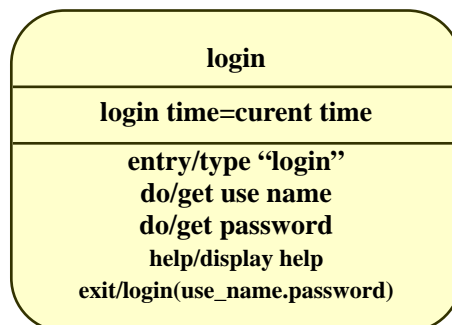 login
login time=curent time
entry/type “login”
do/get use name
do/get password
help/display help
exit/login(use_name.password)